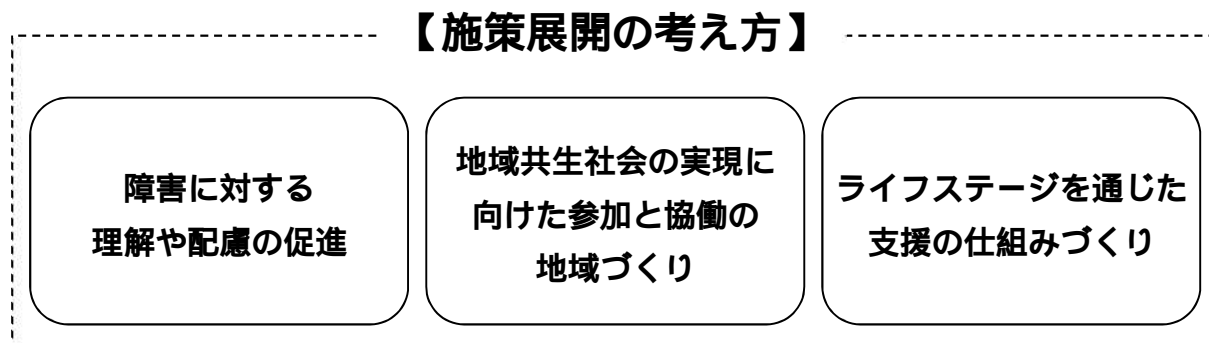 【施策展開の考え方】
障害に対する
理解や配慮の促進
地域共生社会の実現に
向けた参加と協働の
地域づくり
ライフステージを通じた
支援の仕組みづくり